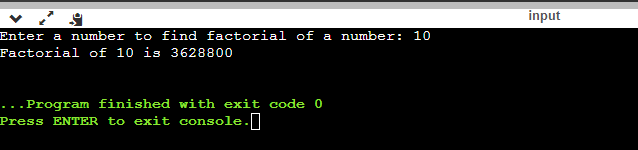 input
Enter a number to find factorial of a number: 10
Factorial of 10 is 3628800
...Program finished with exit code 0
Press ENTER to exit console.